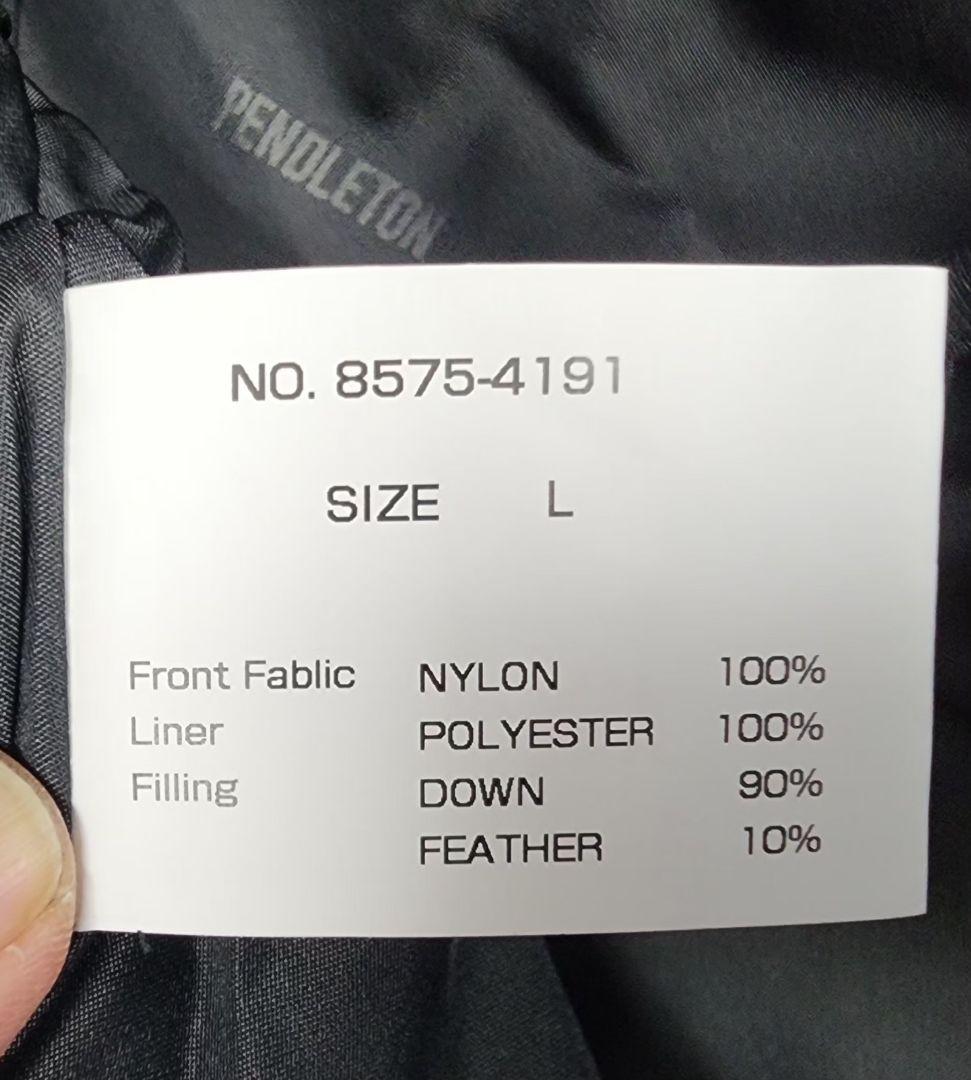 PENDLETON
NO. 8575-4191
SIZE L
Front Fablic NYLON 100%
Liner POLYESTER 100%
Filling DOWN 90%
FEATHER 10%